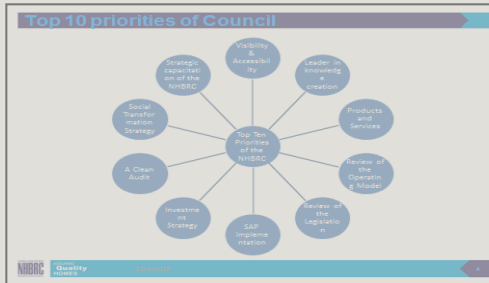 Top 10 priorities of Council
Visibility
&
Accessibil
ity
Leader in
knowledg
e
creation
Products
and
Services
Review of
the
Operatin
g Model
Review of
the
Legislatio
n
SAP
Impleme
ntation
Investme
nt
Strategy
A Clean
Audit
Social
Transfor
mation
Strategy
Strategic
capacitati
on of the
NHBRC
Top Ten
Priorities
of the
NHBRC
NHBRC
Quality
HOMES